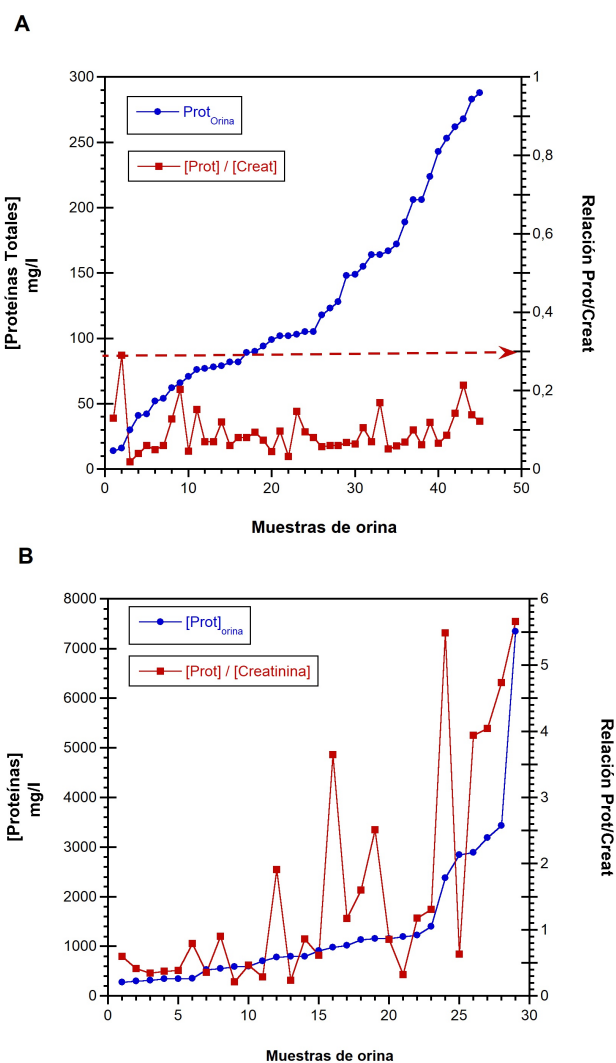 A
300
250
200
150
100
50
0
[Proteínas Totales]
mg/l
Prot
Orina
[Prot] / [Creat]
1
0,8
0,6
0,4
0,2
0
Relación Prot/Creat
0 10 20 30 40 50
Muestras de orina
B
8000
7000
6000
5000
4000
3000
2000
1000
0
[Proteínas]
mg/l
[Prot]orina
[Prot] / [Creatinina]
6
5
4
3
2
1
0
Relación Prot/Creat
0 5 10 15 20 25 30
Muestras de orina